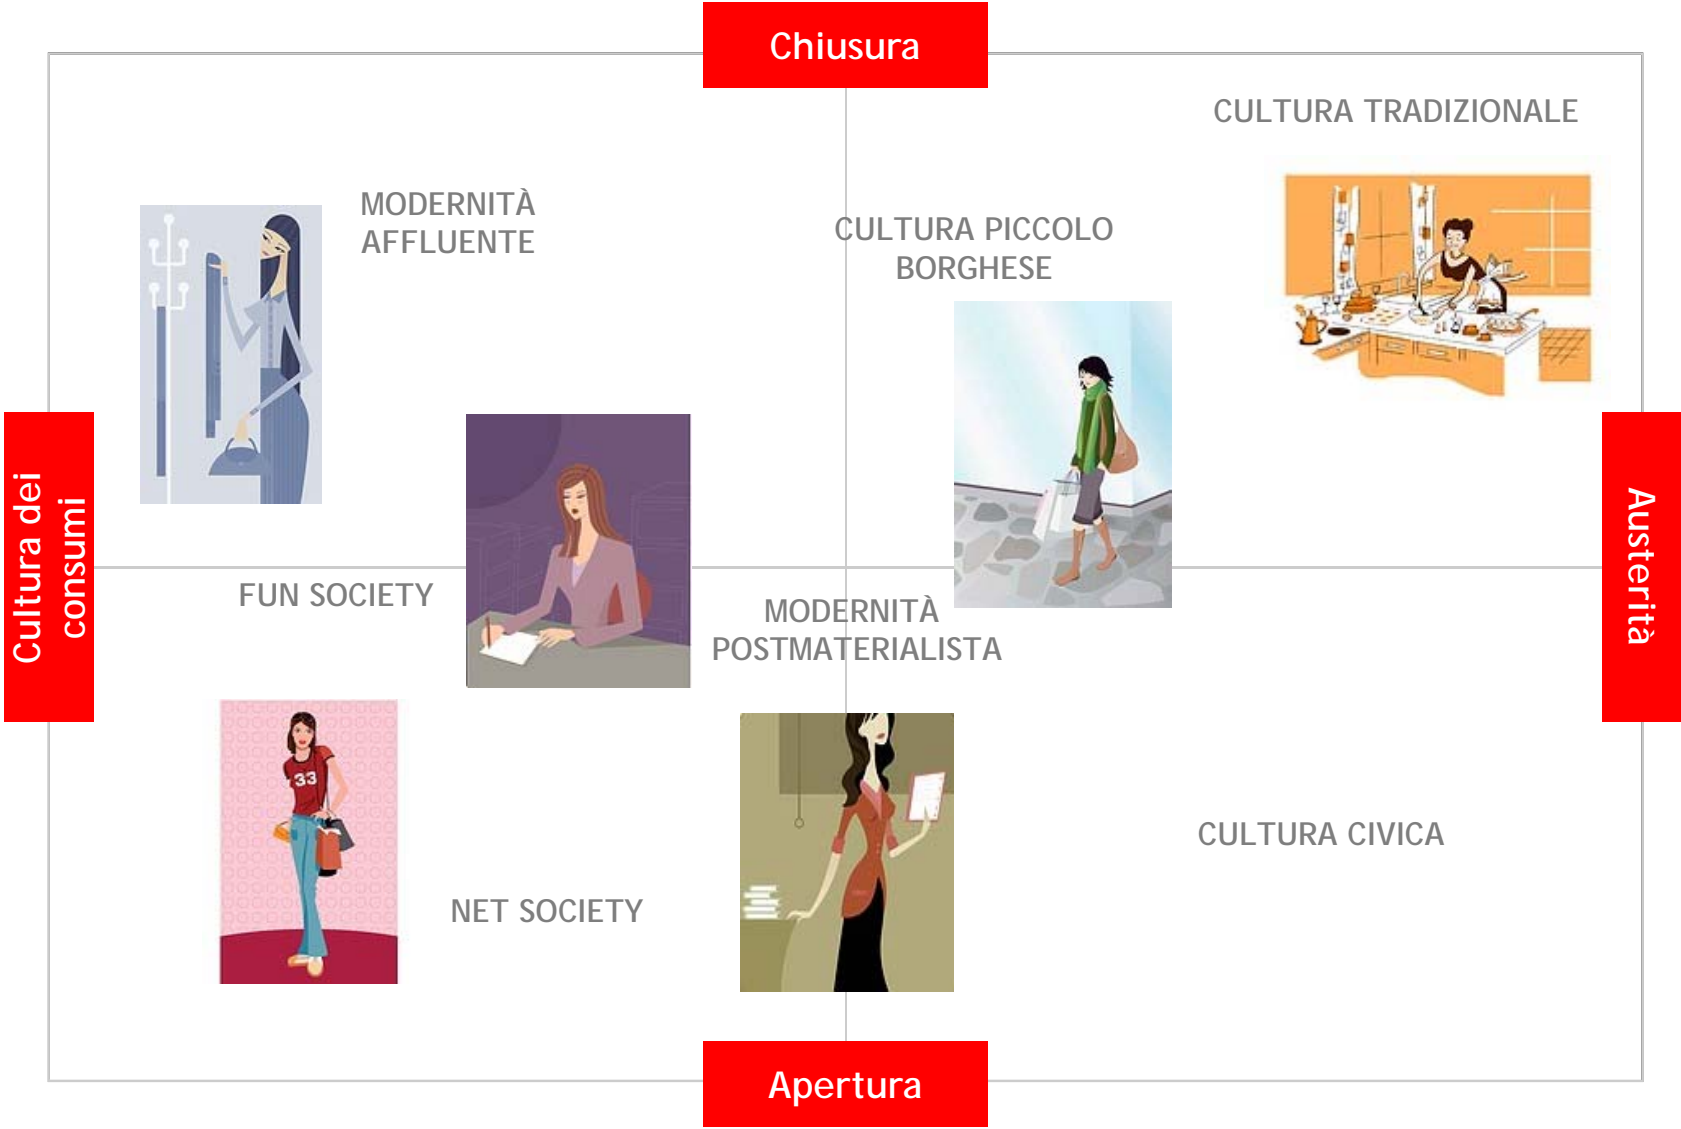 Chiusura
CULTURA TRADIZIONALE
MODERNITÀ
AFFLUENTE
CULTURA PICCOLO
BORGHESE
Cultura dei
consumi
Austerità
FUN SOCIETY
MODERNITÀ
POSTMATERIALISTA
33
CULTURA CIVICA
NET SOCIETY
Apertura